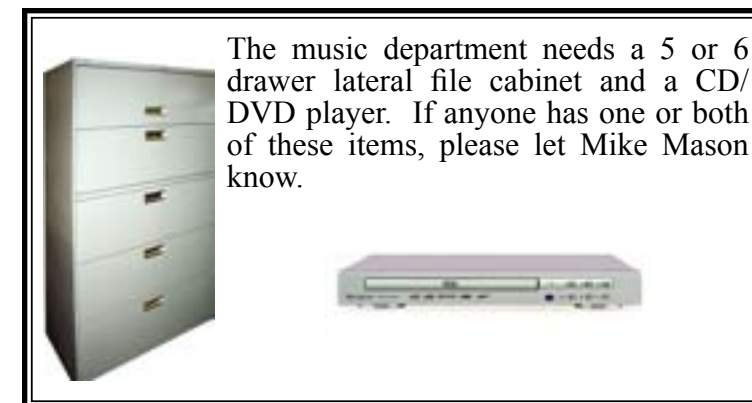 The music department needs a 5 or 6
drawer lateral file cabinet and a CD/
DVD player. If anyone has one or both
of these items, please let Mike Mason
know.